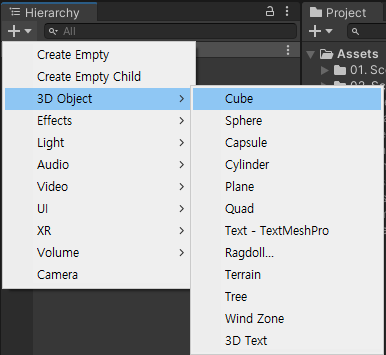 Hierarchy
All
Create Empty
Create Empty Child
3D Object
Effects
Light
Audio
Video
UI
XR
Volume
Camera
Cube
Sphere
Capsule
Cylinder
Plane
Quad
Text - TextMeshPro
Ragdoll...
Terrain
Tree
Wind Zone
3D Text
Project
Assets
01. Sc